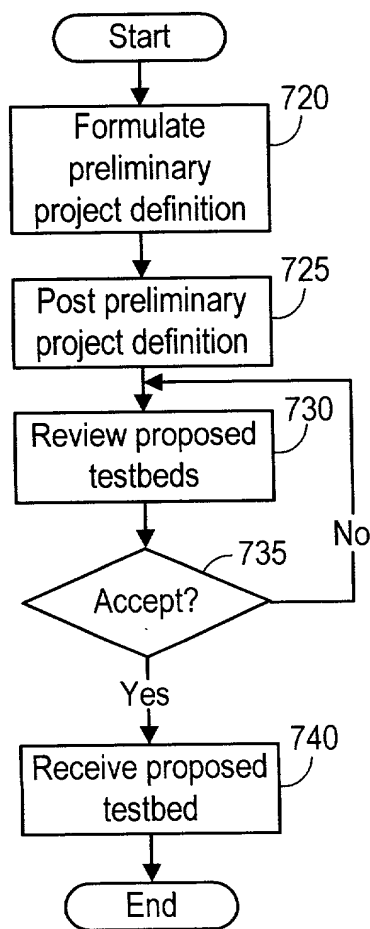 Start
720
Formulate
preliminary
project definition
725
Post preliminary
project definition
730
Review proposed
testbeds
No
735
Accept?
Yes
740
Receive proposed
testbed
End